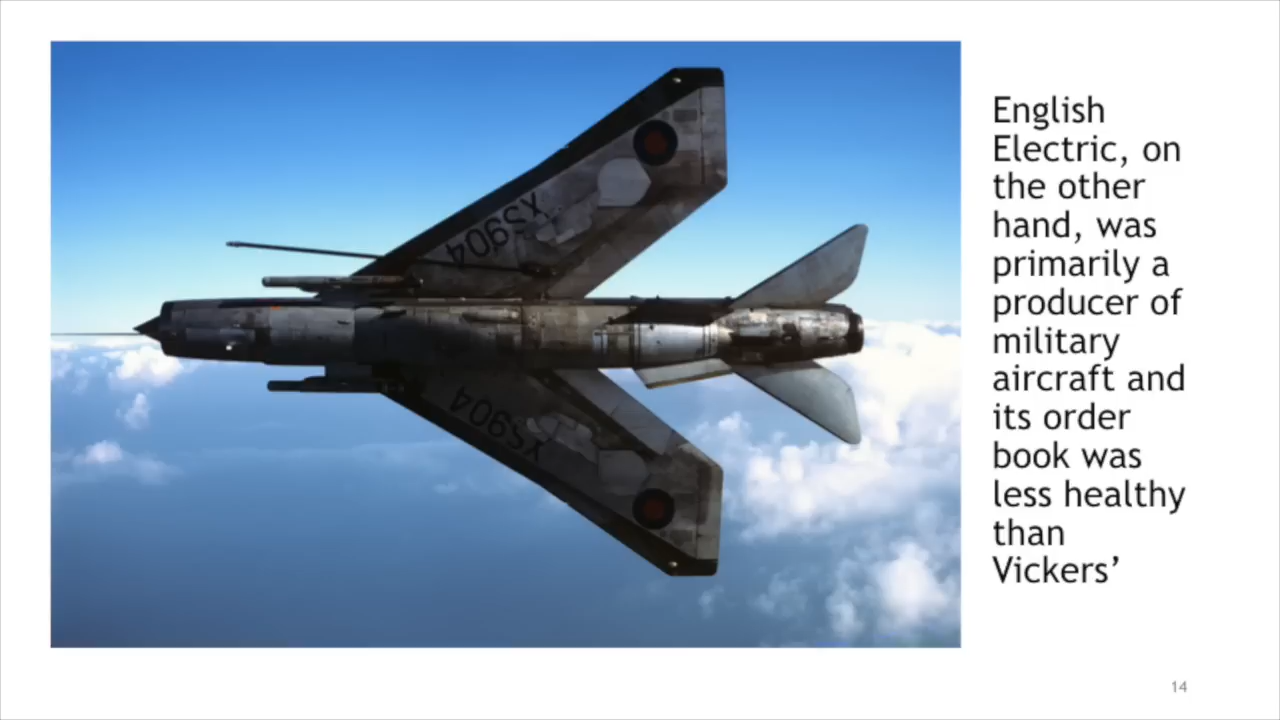 XS904
XS904
English
Electric, on
the other
hand, was
primarily a
producer of
military
aircraft and
its order
book was
less healthy
than
Vickers’
14